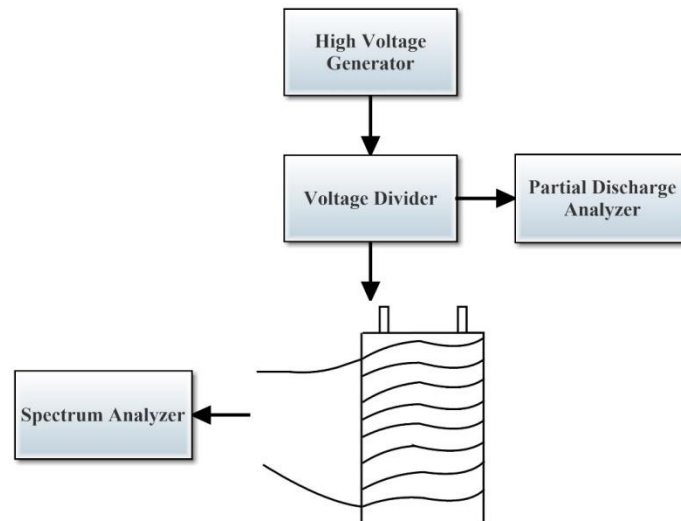 High Voltage
Generator
Voltage Divider
Partial Discharge
Analyzer
Spectrum Analyzer